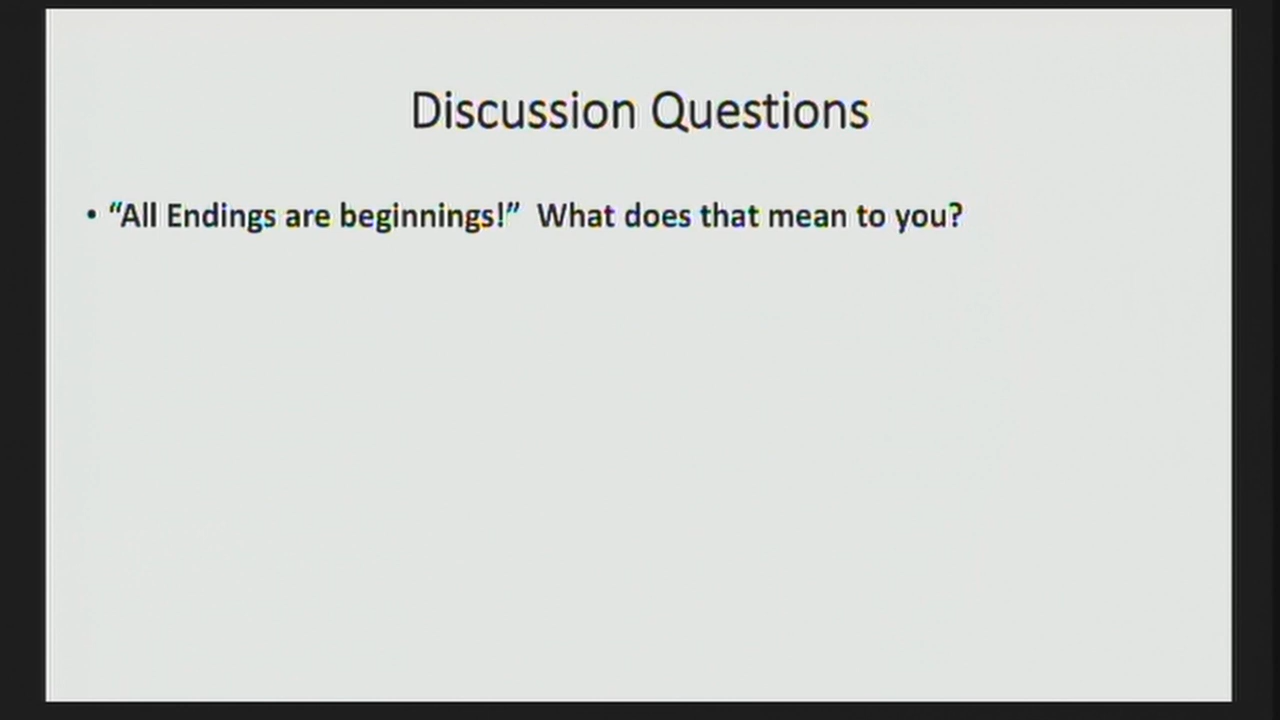 Discussion Questions
• “All Endings are beginnings!” What does that mean to you?